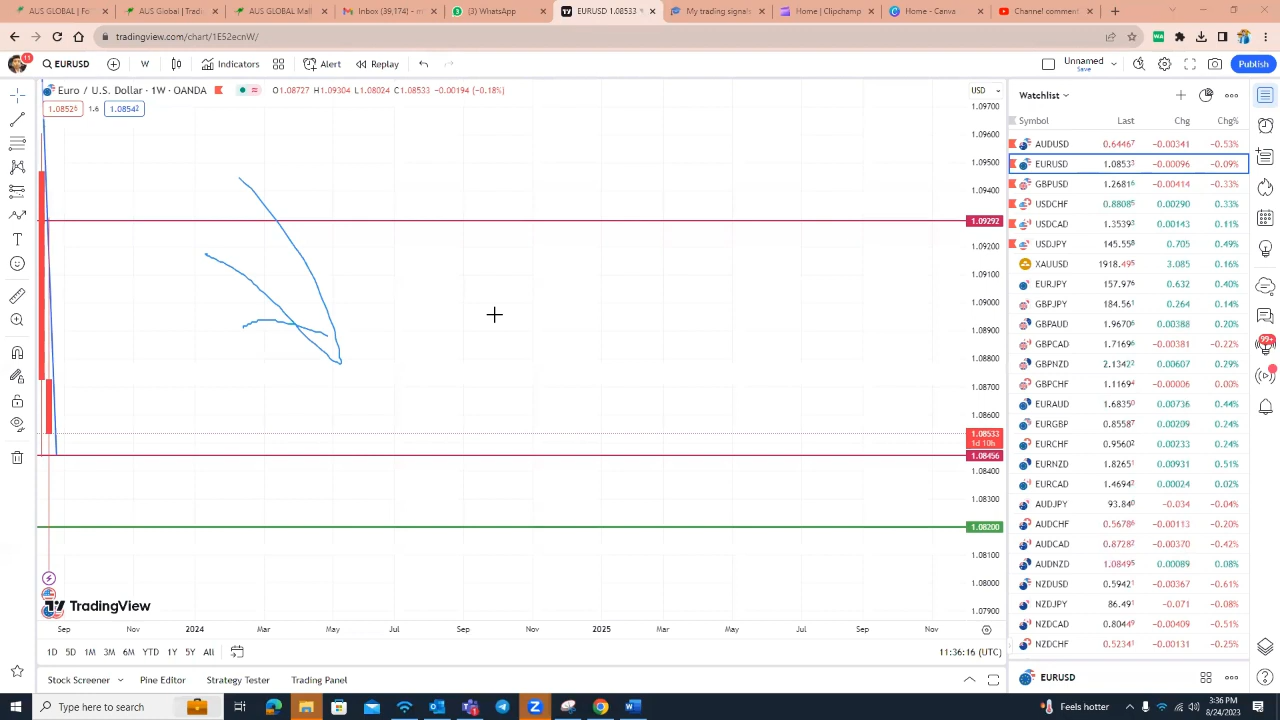 AUS Global | Fo
AUS Global | Tradi
AUS GLOBAL Mali
Inbox (39,174) - m
(3) WhatsApp
EURUSD 1.08533
My trading signals
Home | Clipchamp
Home - Canva
Channel comment
tradingview.com/chart/1E52ecnW/
11
EURUSD
W
Indicators
Alert
Replay
Unnamed
Save
Publish
Euro / U.S. Dollar · 1W · OANDA
O1.08727 H1.09304 L1.08024 C1.08533 −0.00194 (−0.18%)
USD
1.08526 1.6 1.08542
1.09700
1.09600
1.09500
1.09400
1.09292
1.09200
1.09100
1.09000
1.08900
1.08800
1.08700
1.08600
1.08533
1d 10h
1.08456
1.08400
1.08300
1.08200
1.08100
1.08000
1.07900
TradingView
Sep Nov 2024 Mar May Jul Sep Nov 2025 Mar May Jul Sep Nov
1D 5D 1M 3M 6M YTD 1Y 5Y All
11:36:16 (UTC)
Stock Screener
Pine Editor
Strategy Tester
Trading Panel
Watchlist
Symbol Last Chg Chg%
AUDUSD 0.64467 −0.00341 −0.53%
EURUSD 1.08533 −0.00096 −0.09%
GBPUSD 1.26816 −0.00414 −0.33%
USDCHF 0.88085 0.00290 0.33%
USDCAD 1.35393 0.00143 0.11%
USDJPY 145.558 0.705 0.49%
XAUUSD 1918.495 3.085 0.16%
EURJPY 157.976 0.632 0.40%
GBPJPY 184.561 0.264 0.14%
GBPAUD 1.96706 0.00388 0.20%
GBPCAD 1.71696 −0.00381 −0.22%
GBPNZD 2.13422 0.00607 0.29%
GBPCHF 1.11694 −0.00006 0.00%
EURAUD 1.68350 0.00736 0.44%
EURGBP 0.85587 0.00209 0.24%
EURCHF 0.95602 0.00233 0.24%
EURNZD 1.82651 0.00931 0.51%
EURCAD 1.46942 0.00024 0.02%
AUDJPY 93.840 −0.034 −0.04%
AUDCHF 0.56786 −0.00113 −0.20%
AUDCAD 0.87282 −0.00370 −0.42%
AUDNZD 1.08495 0.00089 0.08%
NZDUSD 0.59421 −0.00367 −0.61%
NZDJPY 86.491 −0.071 −0.08%
NZDCAD 0.80449 −0.00409 −0.51%
NZDCHF 0.52341 −0.00131 −0.25%
EURUSD
99+
Type here to search
Feels hotter
3:36 PM
8/24/2023